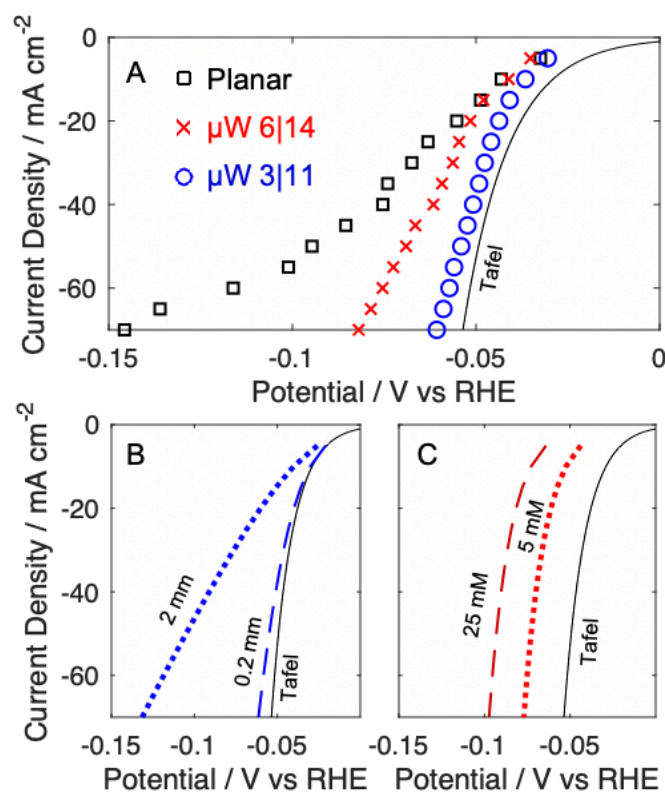 0
-20
-40
-60
Current Density / mA cm⁻²
A
Planar
µW 6|14
µW 3|11
Tafel
-0.15
-0.1
-0.05
0
Potential / V vs RHE
0
-20
-40
-60
Current Density / mA cm⁻²
B
2 mm
0.2 mm
Tafel
-0.15
-0.1
-0.05
Potential / V vs RHE
C
25 mM
5 mM
Tafel
-0.15
-0.1
-0.05
0
Potential / V vs RHE